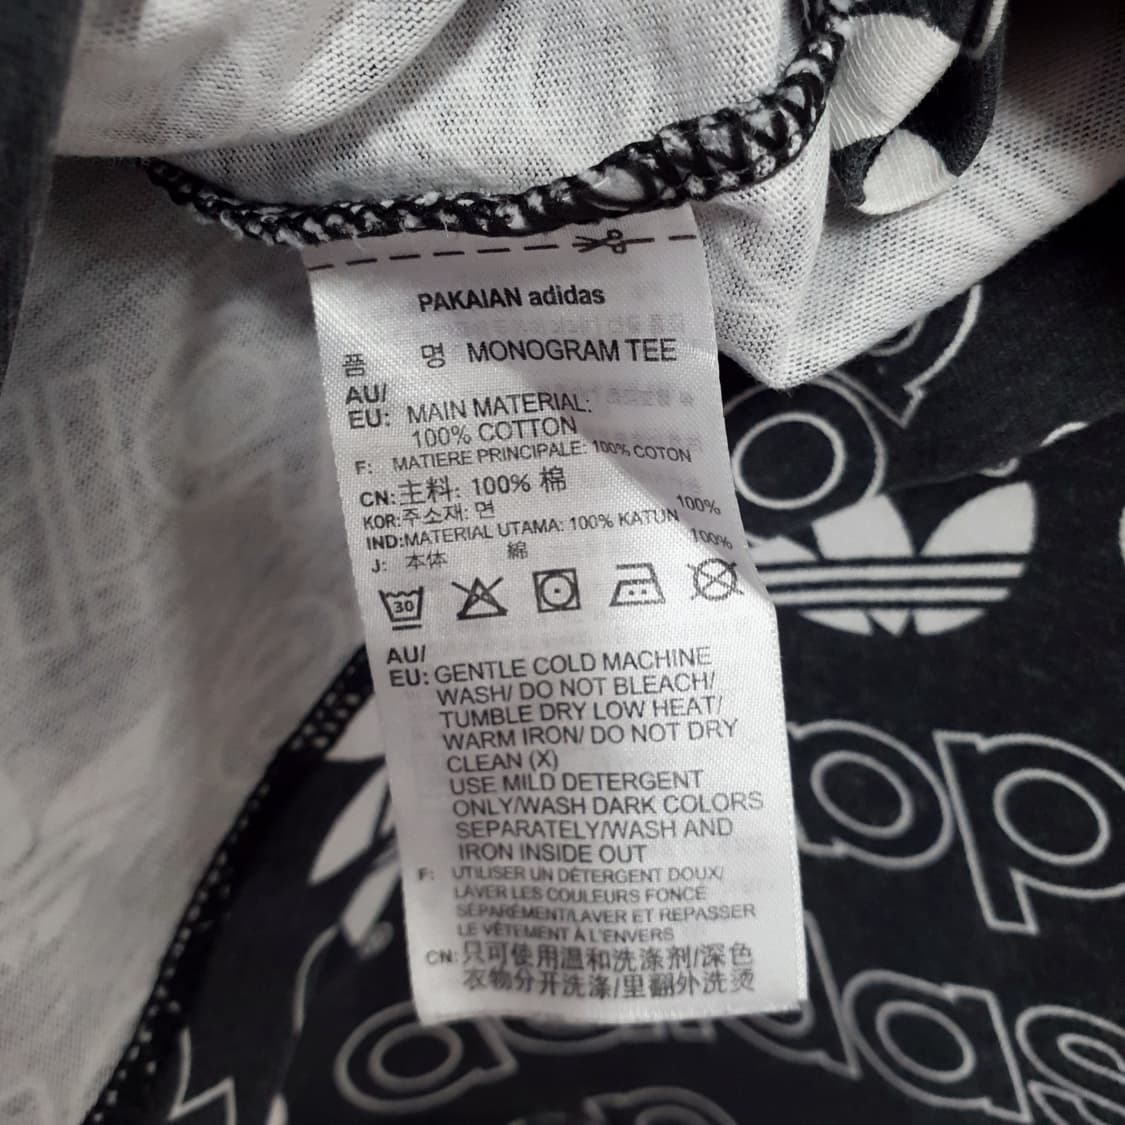 PAKAIAN adidas
품 명 MONOGRAM TEE
AU/
EU: MAIN MATERIAL:
100% COTTON
F: MATIERE PRINCIPALE: 100% COTON
CN: 主料: 100% 棉
KOR: 주소재: 면 100%
IND: MATERIAL UTAMA: 100% KATUN
J: 本体 綿 100%
30
AU/
EU: GENTLE COLD MACHINE
WASH/ DO NOT BLEACH/
TUMBLE DRY LOW HEAT/
WARM IRON/ DO NOT DRY
CLEAN (X)
USE MILD DETERGENT
ONLY/WASH DARK COLORS
SEPARATELY/WASH AND
IRON INSIDE OUT
F: UTILISER UN DÉTERGENT DOUX/
LAVER LES COULEURS FONCE
SÉPARÉMENT/LAVER ET REPASSER
LE VÊTEMENT À L'ENVERS
CN: 只可使用温和洗涤剂/深色
衣物分开洗涤/里翻外洗烫
adidas